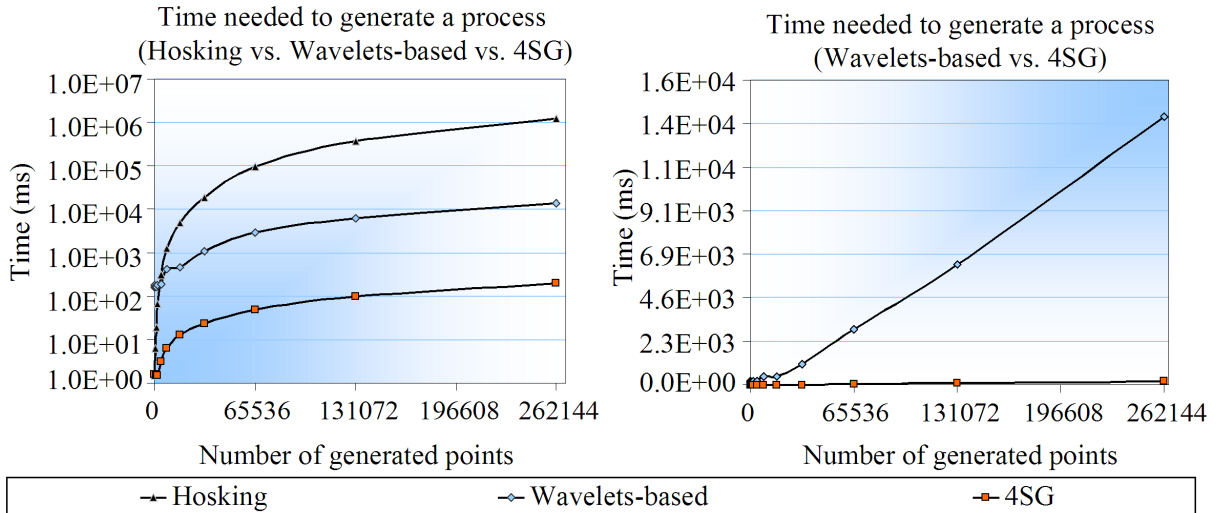 Time needed to generate a process
(Hosking vs. Wavelets-based vs. 4SG)
1.0E+07
1.0E+06
1.0E+05
1.0E+04
1.0E+03
1.0E+02
1.0E+01
1.0E+00
Time (ms)
0 65536 131072 196608 262144
Number of generated points
Time needed to generate a process
(Wavelets-based vs. 4SG)
1.6E+04
1.4E+04
1.1E+04
9.1E+03
6.9E+03
4.6E+03
2.3E+03
0.0E+00
Time (ms)
0 65536 131072 196608 262144
Number of generated points
Hosking Wavelets-based 4SG